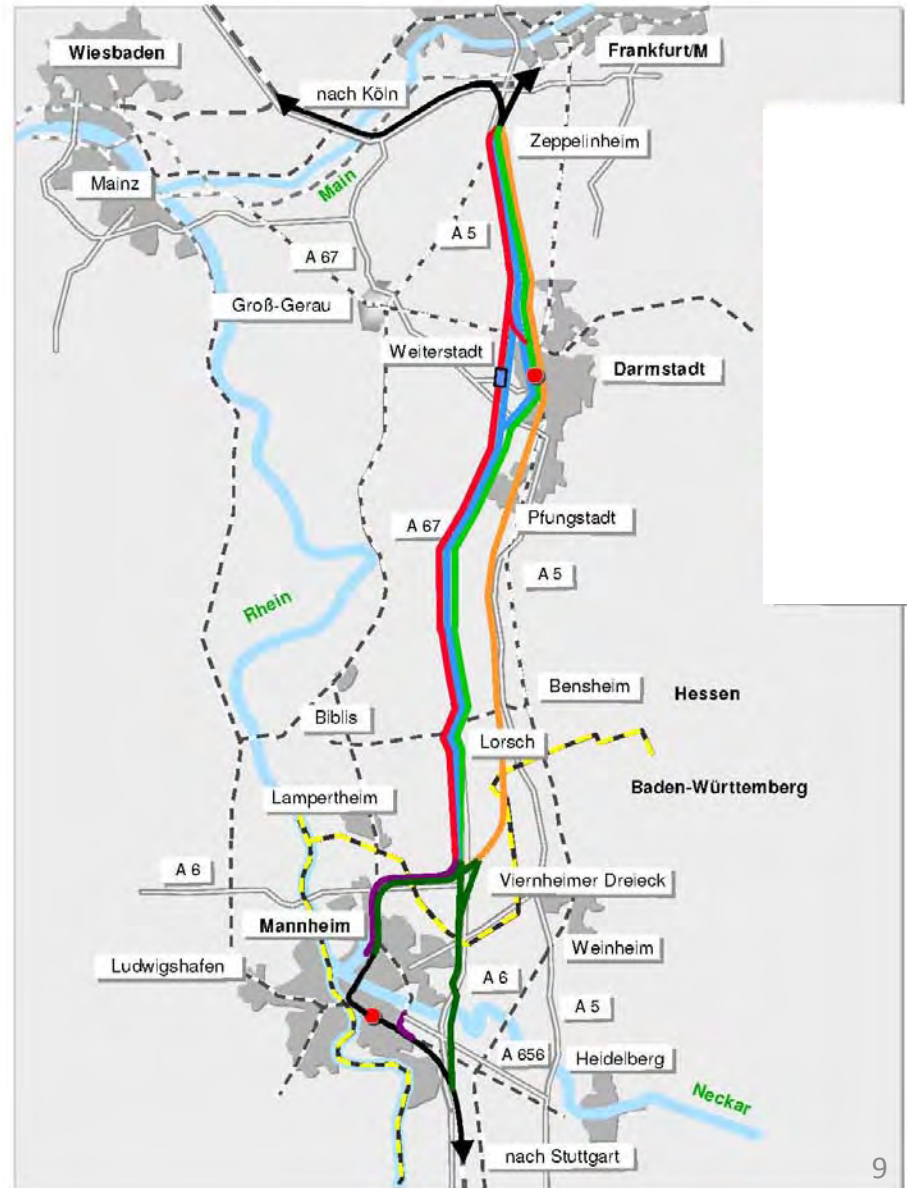 Wiesbaden
Frankfurt/M
nach Köln
Zeppelinheim
Mainz
Main
A 5
A 67
Groß-Gerau
Weiterstadt
Darmstadt
A 67
Pfungstadt
A 5
Rhein
Bensheim
Hessen
Biblis
Lorsch
Baden-Württemberg
Lampertheim
A 6
Viernheimer Dreieck
Mannheim
Weinheim
Ludwigshafen
A 6
A 5
A 656
Heidelberg
Neckar
nach Stuttgart
9